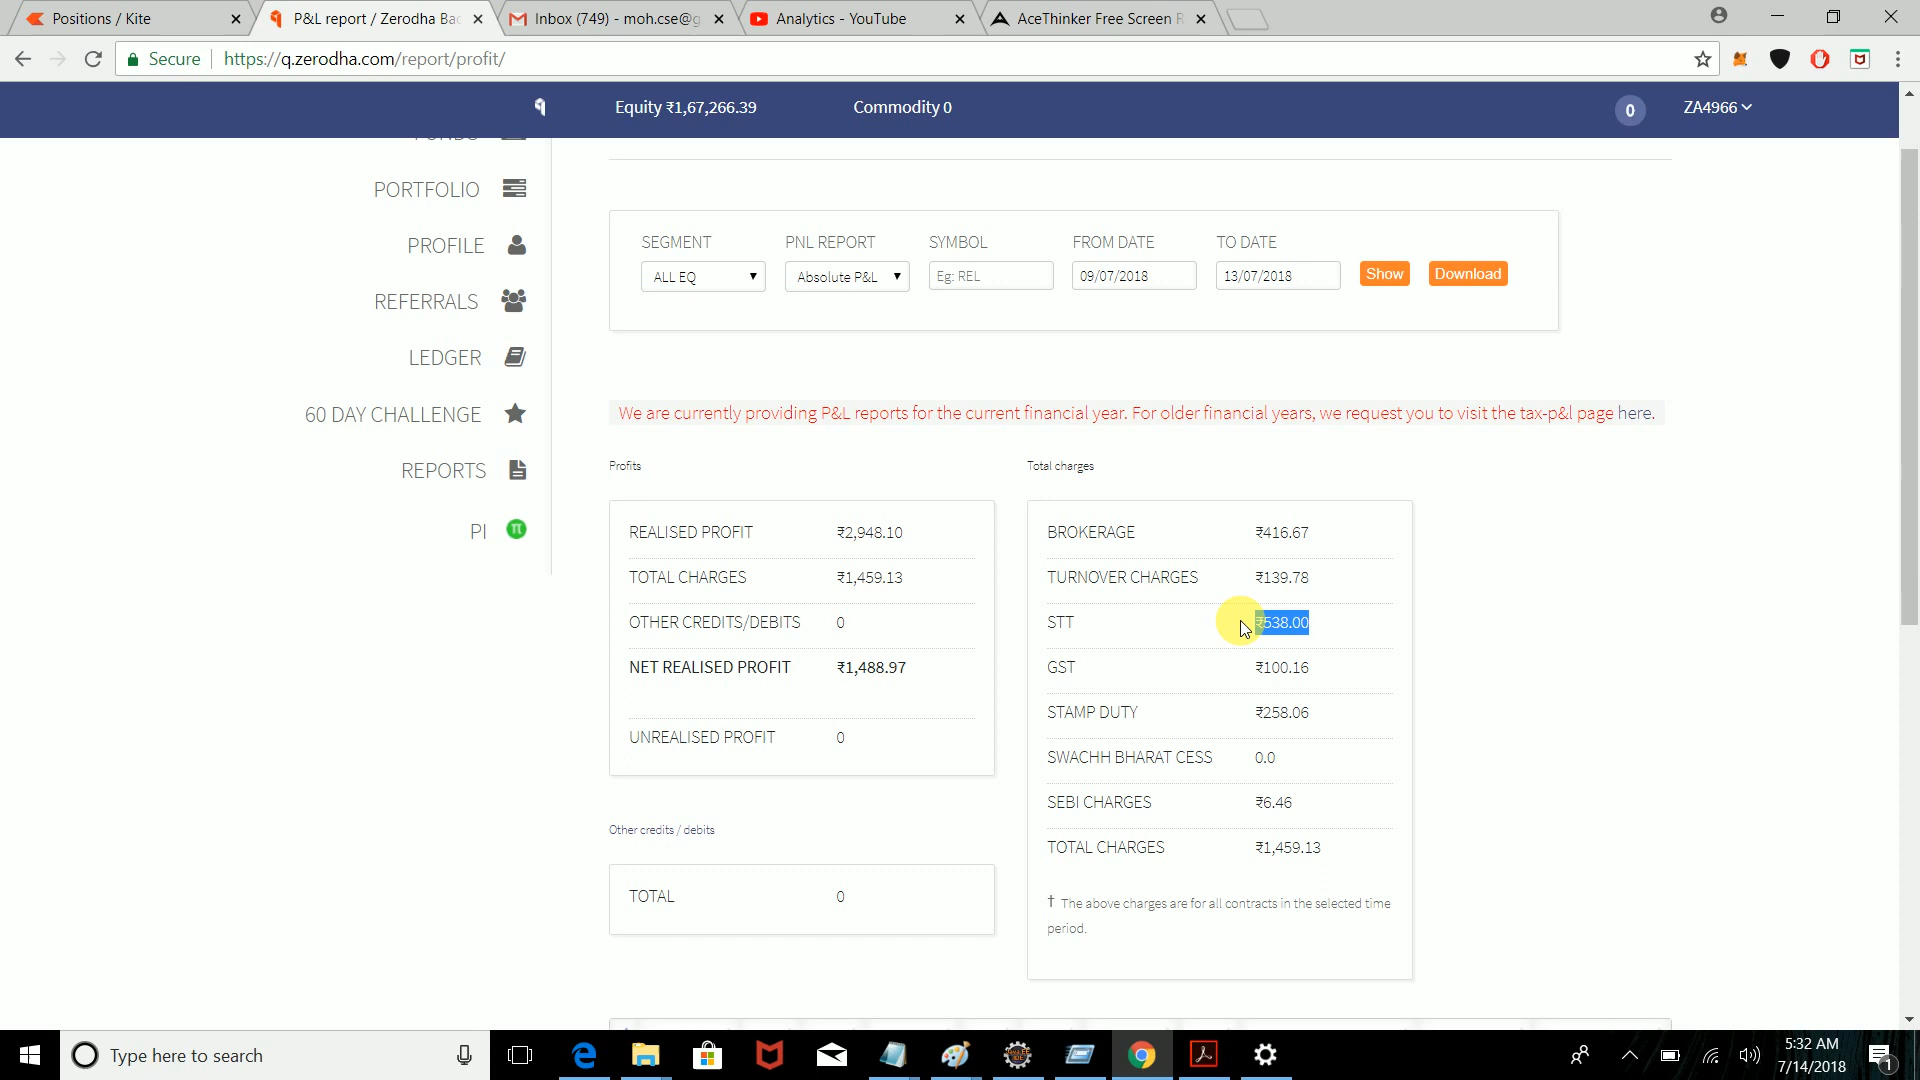 Positions / Kite
P&L report / Zerodha Bac
Inbox (749) - moh.cse@g
Analytics - YouTube
AceThinker Free Screen R
Secure
https://q.zerodha.com/report/profit/
Equity ₹1,67,266.39
Commodity 0
0
ZA4966
PORTFOLIO
PROFILE
REFERRALS
LEDGER
60 DAY CHALLENGE
REPORTS
PI
SEGMENT PNL REPORT SYMBOL FROM DATE TO DATE
ALL EQ Absolute P&L Eg: REL 09/07/2018 13/07/2018 Show Download
We are currently providing P&L reports for the current financial year. For older financial years, we request you to visit the tax-p&l page here.
Profits
REALISED PROFIT ₹2,948.10
TOTAL CHARGES ₹1,459.13
OTHER CREDITS/DEBITS 0
NET REALISED PROFIT ₹1,488.97
UNREALISED PROFIT 0
Other credits / debits
TOTAL 0
Total charges
BROKERAGE ₹416.67
TURNOVER CHARGES ₹139.78
STT ₹538.00
GST ₹100.16
STAMP DUTY ₹258.06
SWACHH BHARAT CESS 0.0
SEBI CHARGES ₹6.46
TOTAL CHARGES ₹1,459.13
† The above charges are for all contracts in the selected time
period.
Type here to search
5:32 AM
7/14/2018
1